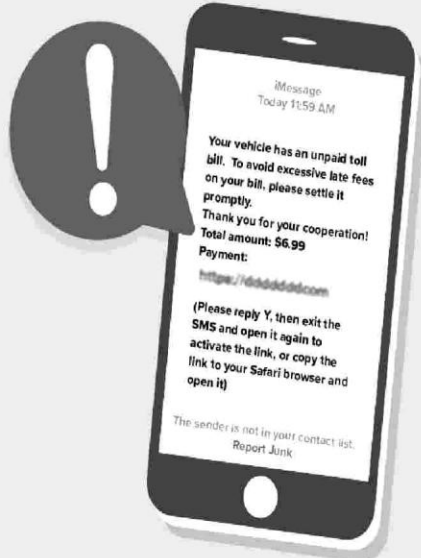 !
iMessage
Today 11:59 AM
Your vehicle has an unpaid toll
bill. To avoid excessive late fees
on your bill, please settle it
promptly.
Thank you for your cooperation!
Total amount: $6.99
Payment:
(Please reply Y, then exit the
SMS and open it again to
activate the link, or copy the
link to your Safari browser and
open it)
The sender is not in your contact list.
Report Junk